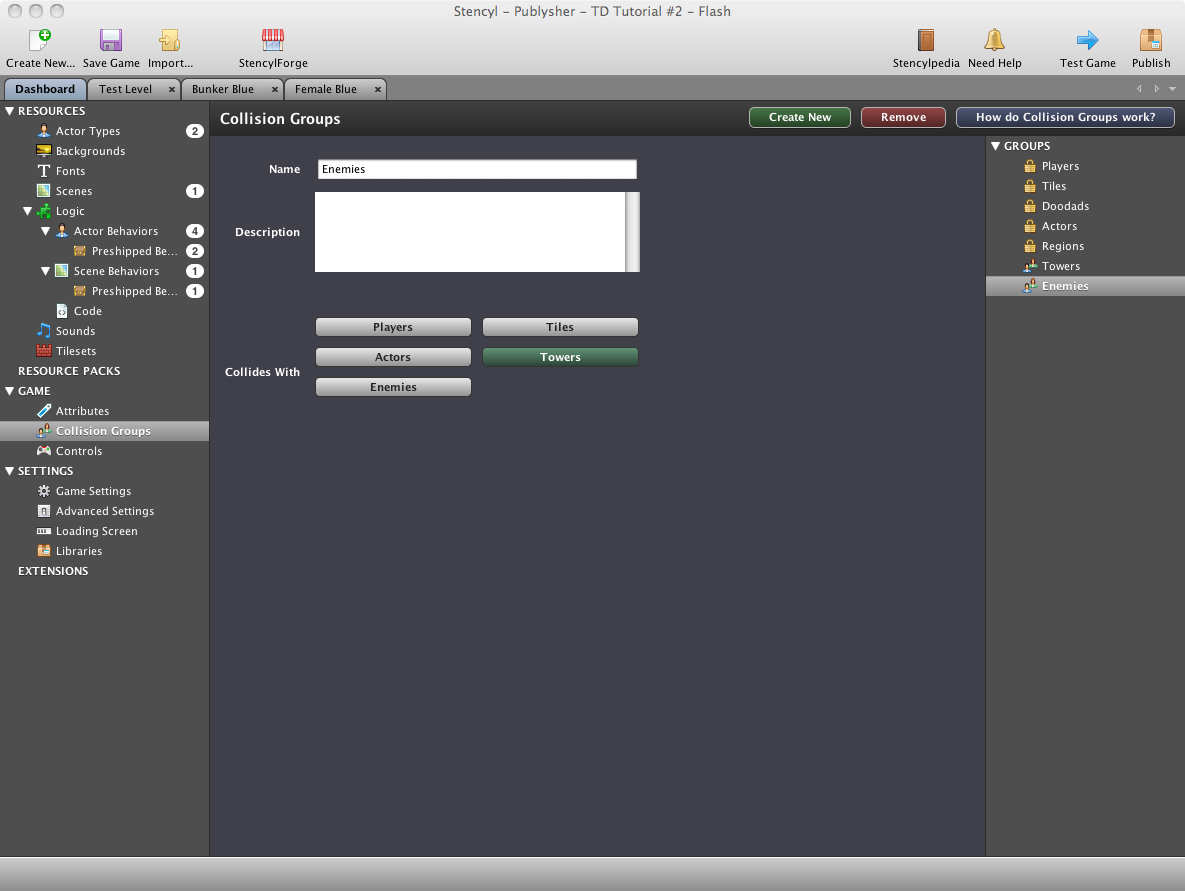 Stencyl – Publysher – TD Tutorial #2 – Flash
Create New... Save Game Import... StencylForge Stencylpedia Need Help Test Game Publish
Dashboard Test Level Bunker Blue Female Blue
RESOURCES
Actor Types 2
Backgrounds
Fonts
Scenes 1
Logic
Actor Behaviors 4
Preshipped Be... 2
Scene Behaviors 1
Preshipped Be... 1
Code
Sounds
Tilesets
RESOURCE PACKS
GAME
Attributes
Collision Groups
Controls
SETTINGS
Game Settings
Advanced Settings
Loading Screen
Libraries
EXTENSIONS
Collision Groups Create New Remove How do Collision Groups work?
Name Enemies
Description
Collides With
Players Tiles
Actors Towers
Enemies
GROUPS
Players
Tiles
Doodads
Actors
Regions
Towers
Enemies